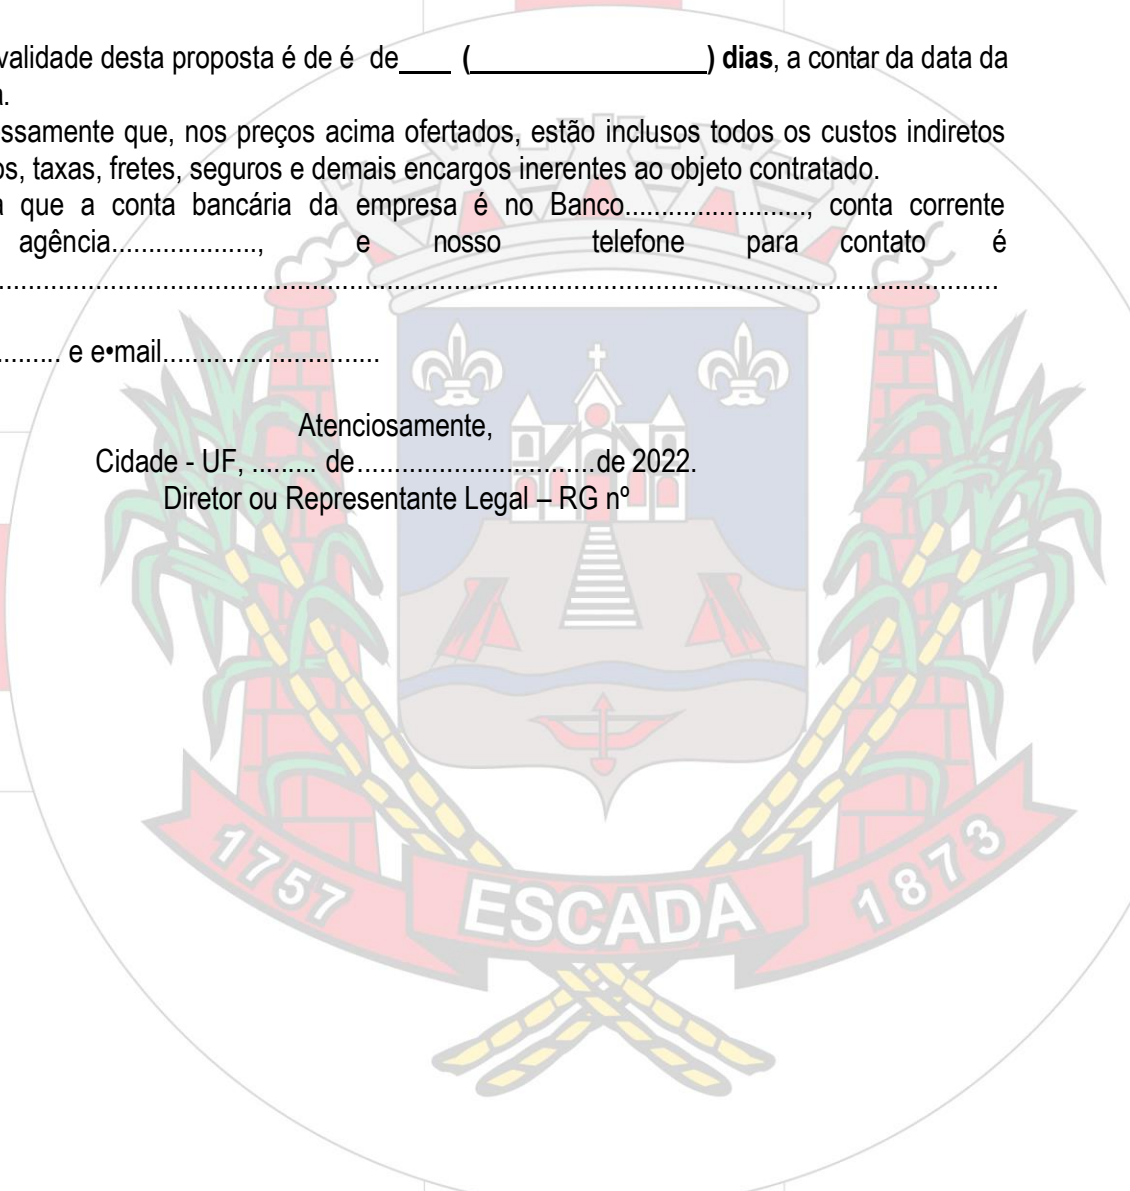 validade desta proposta é de é de____ (__________________) dias, a contar da data da
a.
ssamente que, nos preços acima ofertados, estão inclusos todos os custos indiretos
os, taxas, fretes, seguros e demais encargos inerentes ao objeto contratado.
a que a conta bancária da empresa é no Banco........................., conta corrente
agência...................., e nosso telefone para contato é
.......................................................................................................................................
......... e e•mail..............................
Atenciosamente,
Cidade - UF, ......... de.................................de 2022.
Diretor ou Representante Legal – RG nº
1757
ESCADA
1873